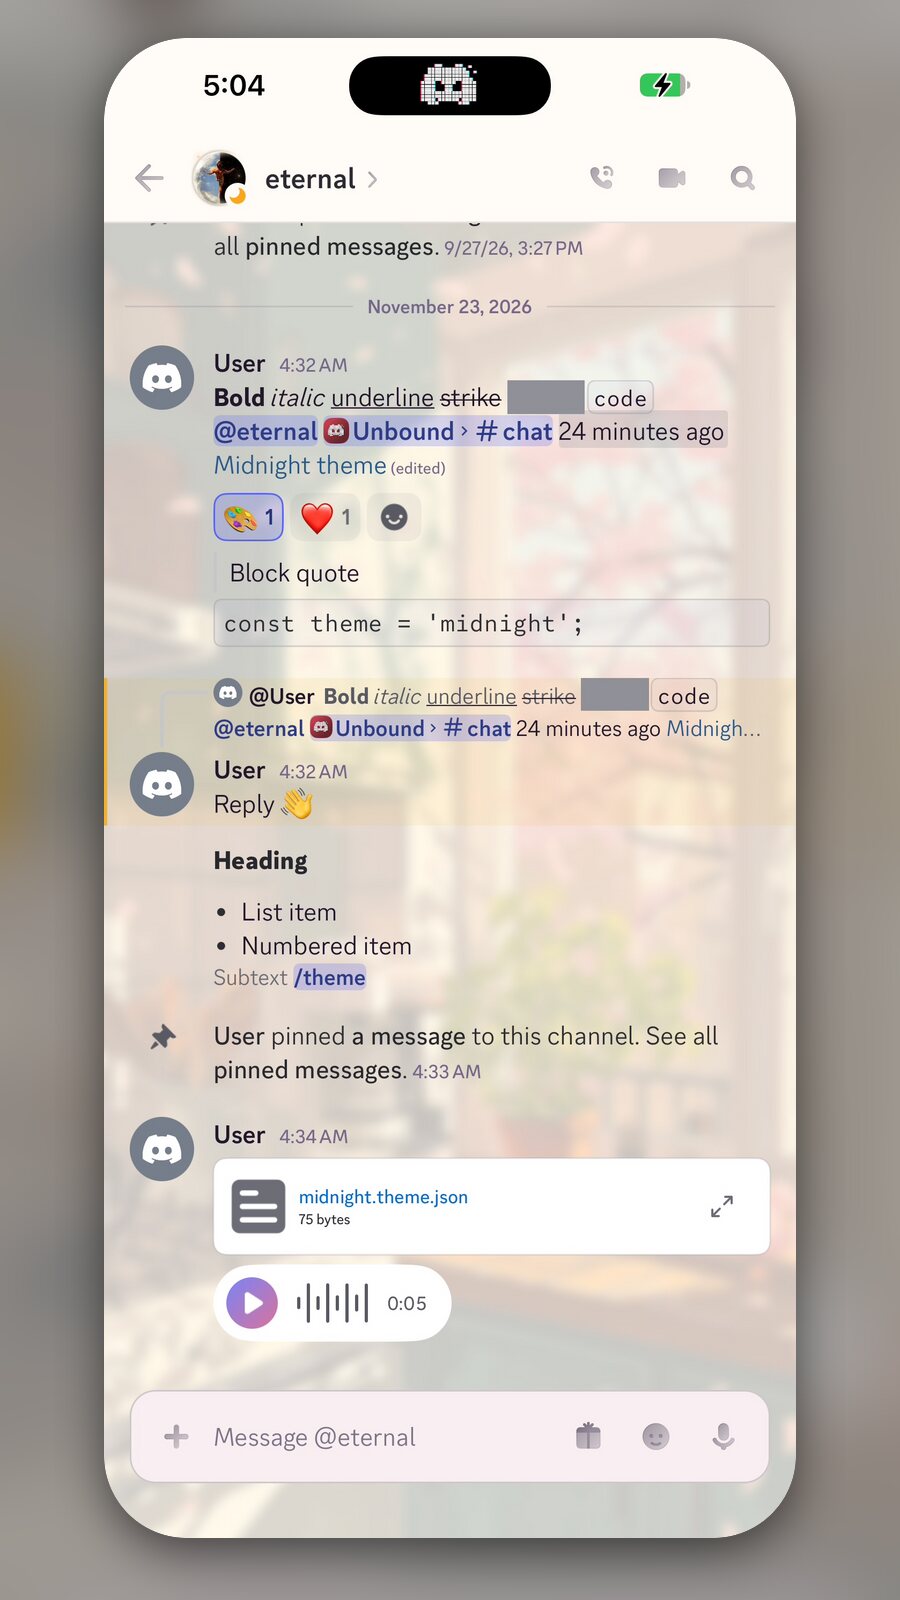 5:04
eternal
all pinned messages. 9/27/26, 3:27 PM
November 23, 2026
User 4:32 AM
Bold italic underline strike code
@eternal Unbound › # chat 24 minutes ago
Midnight theme (edited)
1 1
Block quote
const theme = 'midnight';
@User Bold italic underline strike code
@eternal Unbound › # chat 24 minutes ago Midnigh…
User 4:32 AM
Reply
Heading
• List item
• Numbered item
Subtext /theme
User pinned a message to this channel. See all
pinned messages. 4:33 AM
User 4:34 AM
midnight.theme.json
75 bytes
0:05
Message @eternal